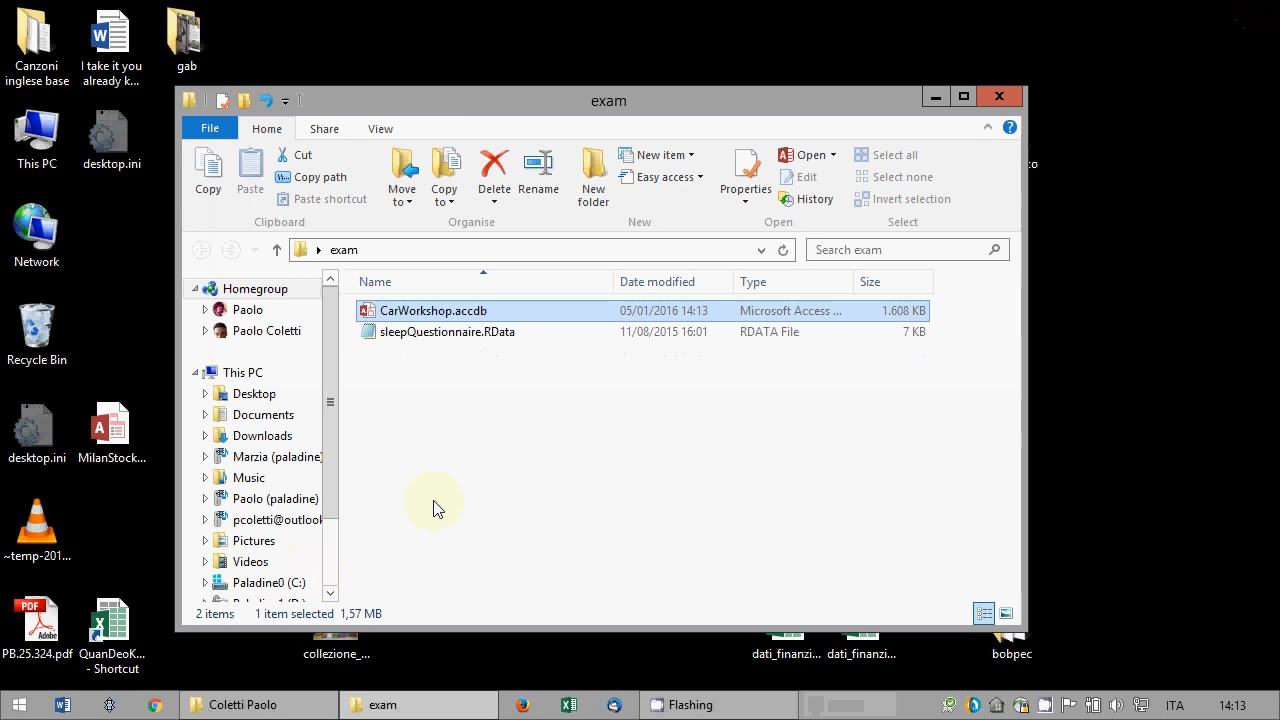 Canzoni inglese base
I take it you already k...
gab
This PC
desktop.ini
Network
Recycle Bin
desktop.ini
MilanStock...
~temp-201...
PDF
Adobe
PB.25.324.pdf
QuanDeoK... - Shortcut
collezione_...
dati_finanzi...
dati_finanzi...
bobpec
exam
File
Home
Share
View
Copy
Paste
Cut
Copy path
Paste shortcut
Clipboard
Move to
Copy to
Delete
Rename
Organise
New folder
New item
Easy access
New
Properties
Open
Edit
History
Open
Select all
Select none
Invert selection
Select
exam
Search exam
Homegroup
Paolo
Paolo Coletti
This PC
Desktop
Documents
Downloads
Marzia (paladine)
Music
Paolo (paladine)
pcoletti@outlook
Pictures
Videos
Paladine0 (C:)
Name Date modified Type Size
CarWorkshop.accdb 05/01/2016 14:13 Microsoft Access ... 1.608 KB
sleepQuestionnaire.RData 11/08/2015 16:01 RDATA File 7 KB
2 items 1 item selected 1,57 MB
Coletti Paolo
exam
Flashing
ITA
14:13